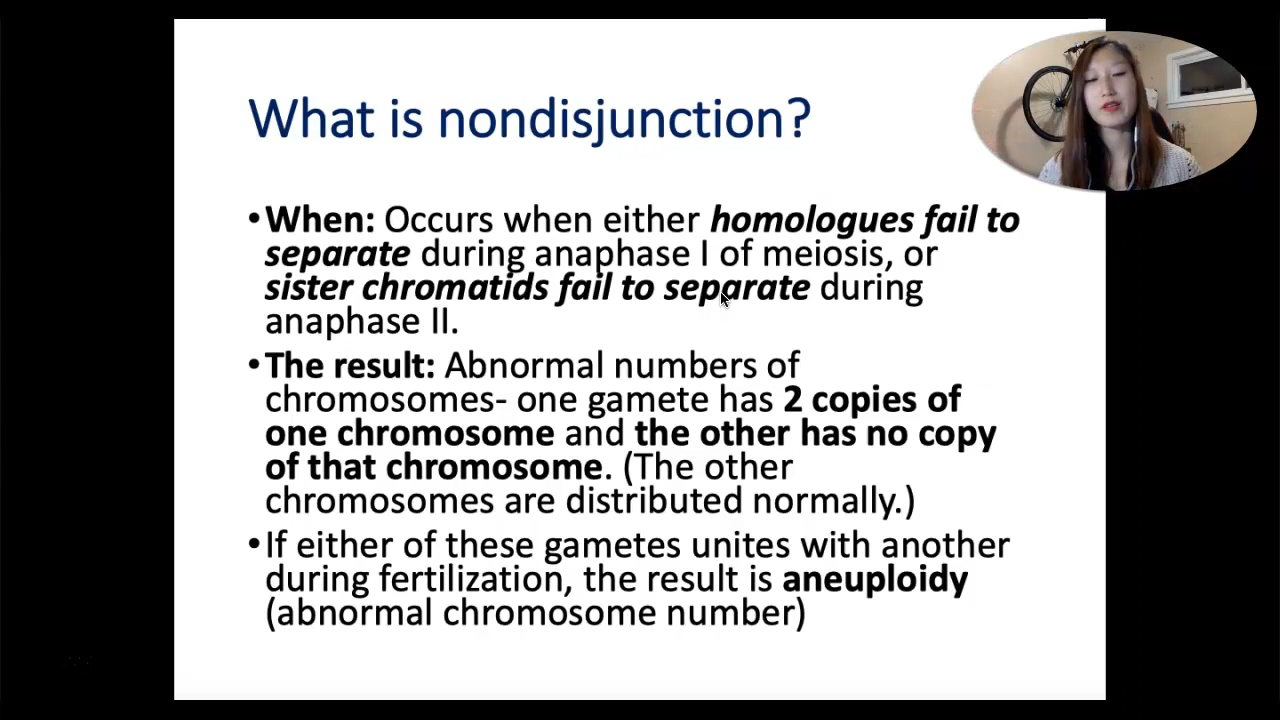 What is nondisjunction?
•When: Occurs when either homologues fail to
separate during anaphase I of meiosis, or
sister chromatids fail to separate during
anaphase II.
•The result: Abnormal numbers of
chromosomes- one gamete has 2 copies of
one chromosome and the other has no copy
of that chromosome. (The other
chromosomes are distributed normally.)
•If either of these gametes unites with another
during fertilization, the result is aneuploidy
(abnormal chromosome number)